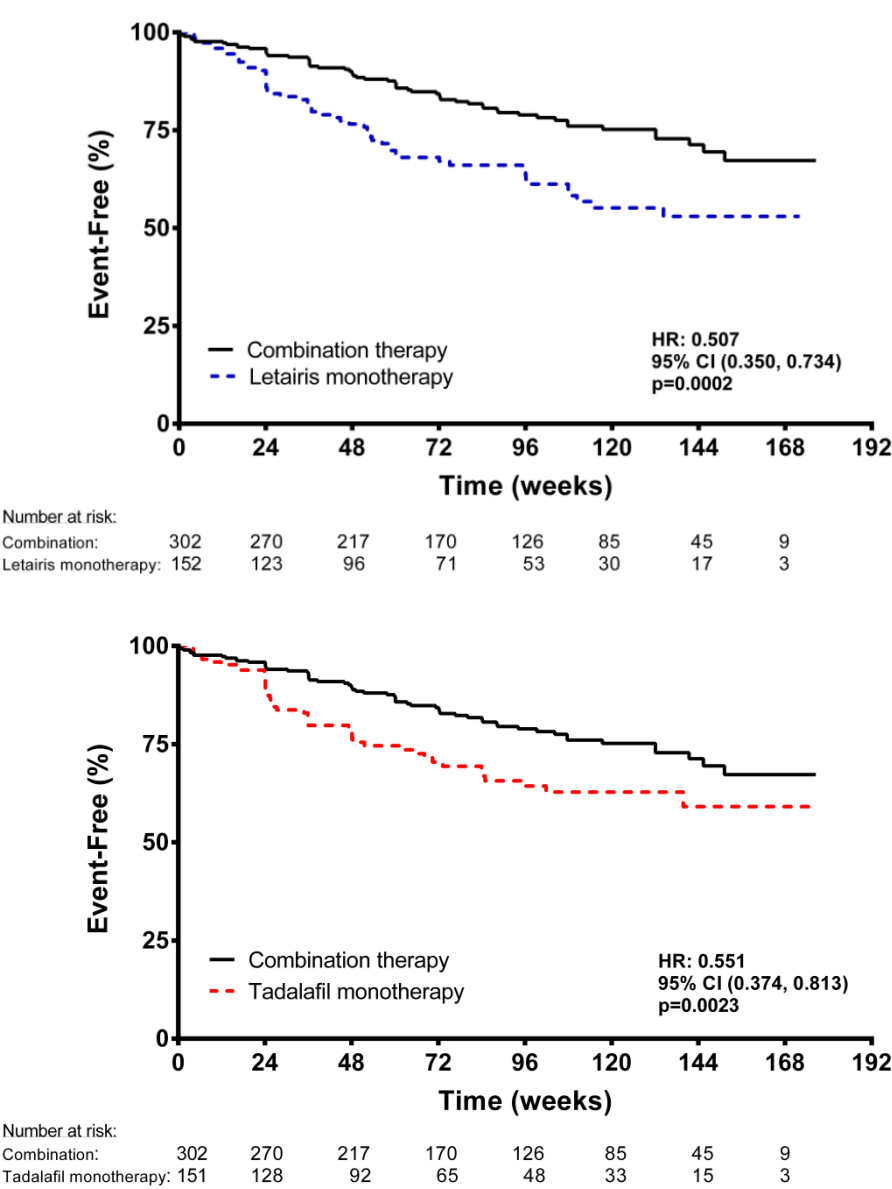 100
75
50
25
0
Event-Free (%)
Combination therapy
Letairis monotherapy
HR: 0.507
95% CI (0.350, 0.734)
p=0.0002
0 24 48 72 96 120 144 168 192
Time (weeks)
Number at risk:
Combination: 302 270 217 170 126 85 45 9
Letairis monotherapy: 152 123 96 71 53 30 17 3
100
75
50
25
0
Event-Free (%)
Combination therapy
Tadalafil monotherapy
HR: 0.551
95% CI (0.374, 0.813)
p=0.0023
0 24 48 72 96 120 144 168 192
Time (weeks)
Number at risk:
Combination: 302 270 217 170 126 85 45 9
Tadalafil monotherapy: 151 128 92 65 48 33 15 3